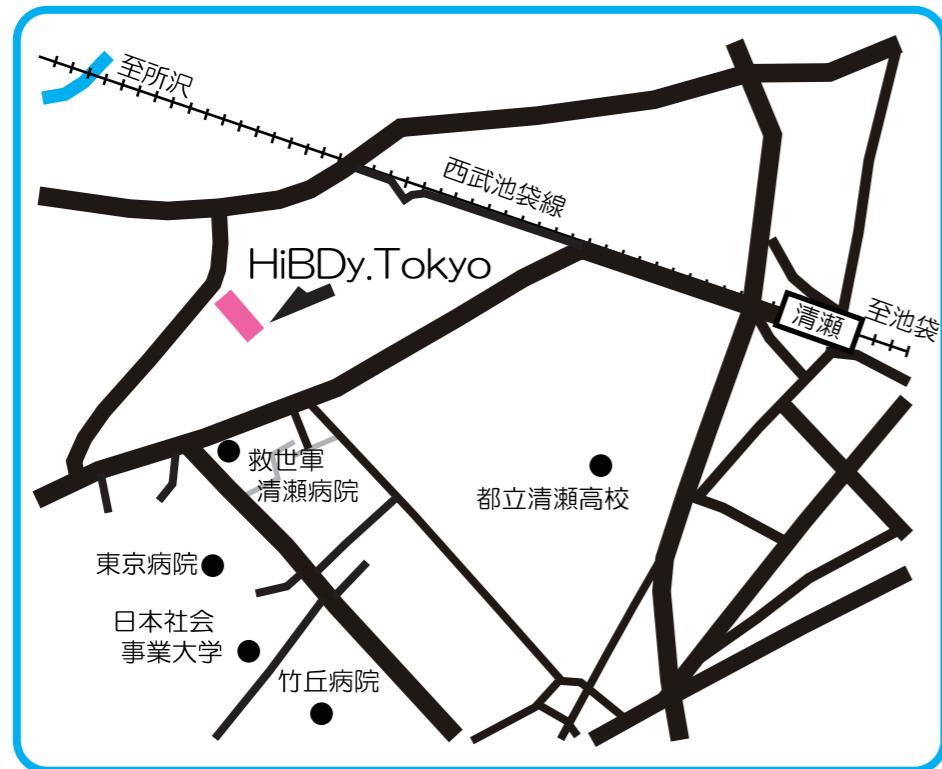 至所沢
西武池袋線
HiBDy.Tokyo
清瀬
至池袋
救世軍
清瀬病院
都立清瀬高校
東京病院
日本社会
事業大学
竹丘病院